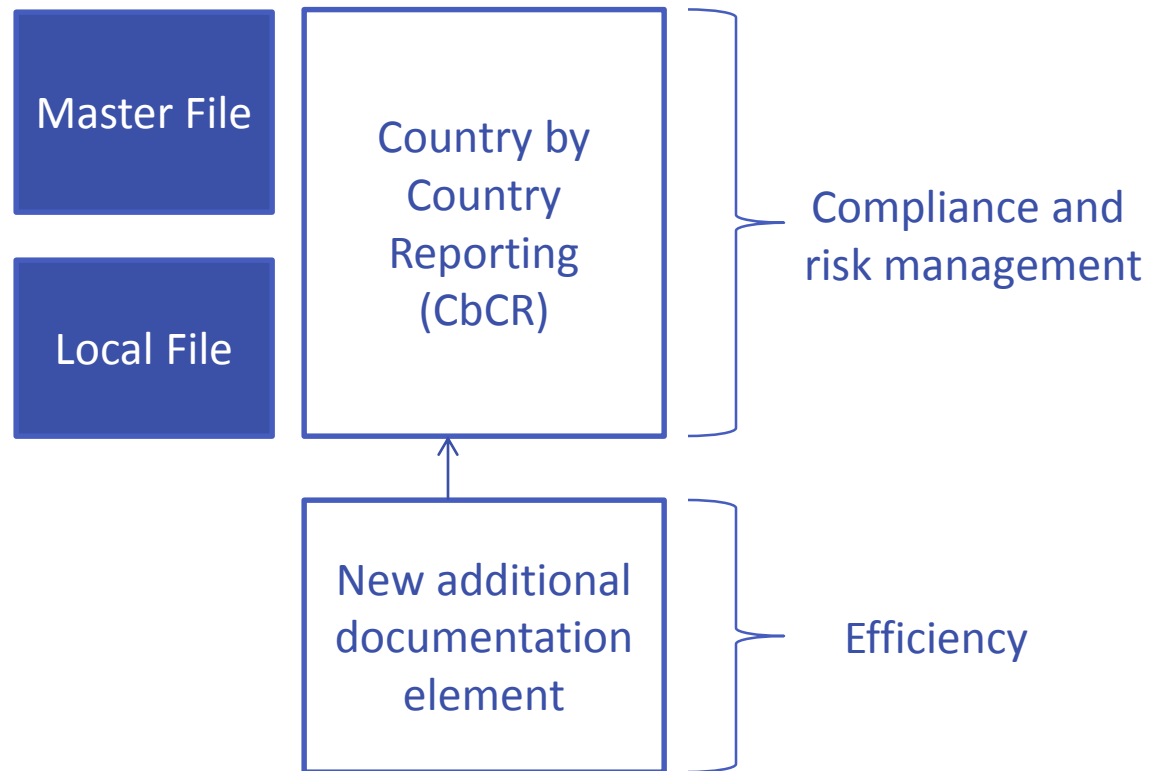 Master File
Local File
Country by
Country
Reporting
(CbCR)
Compliance and
risk management
New additional
documentation
element
Efficiency